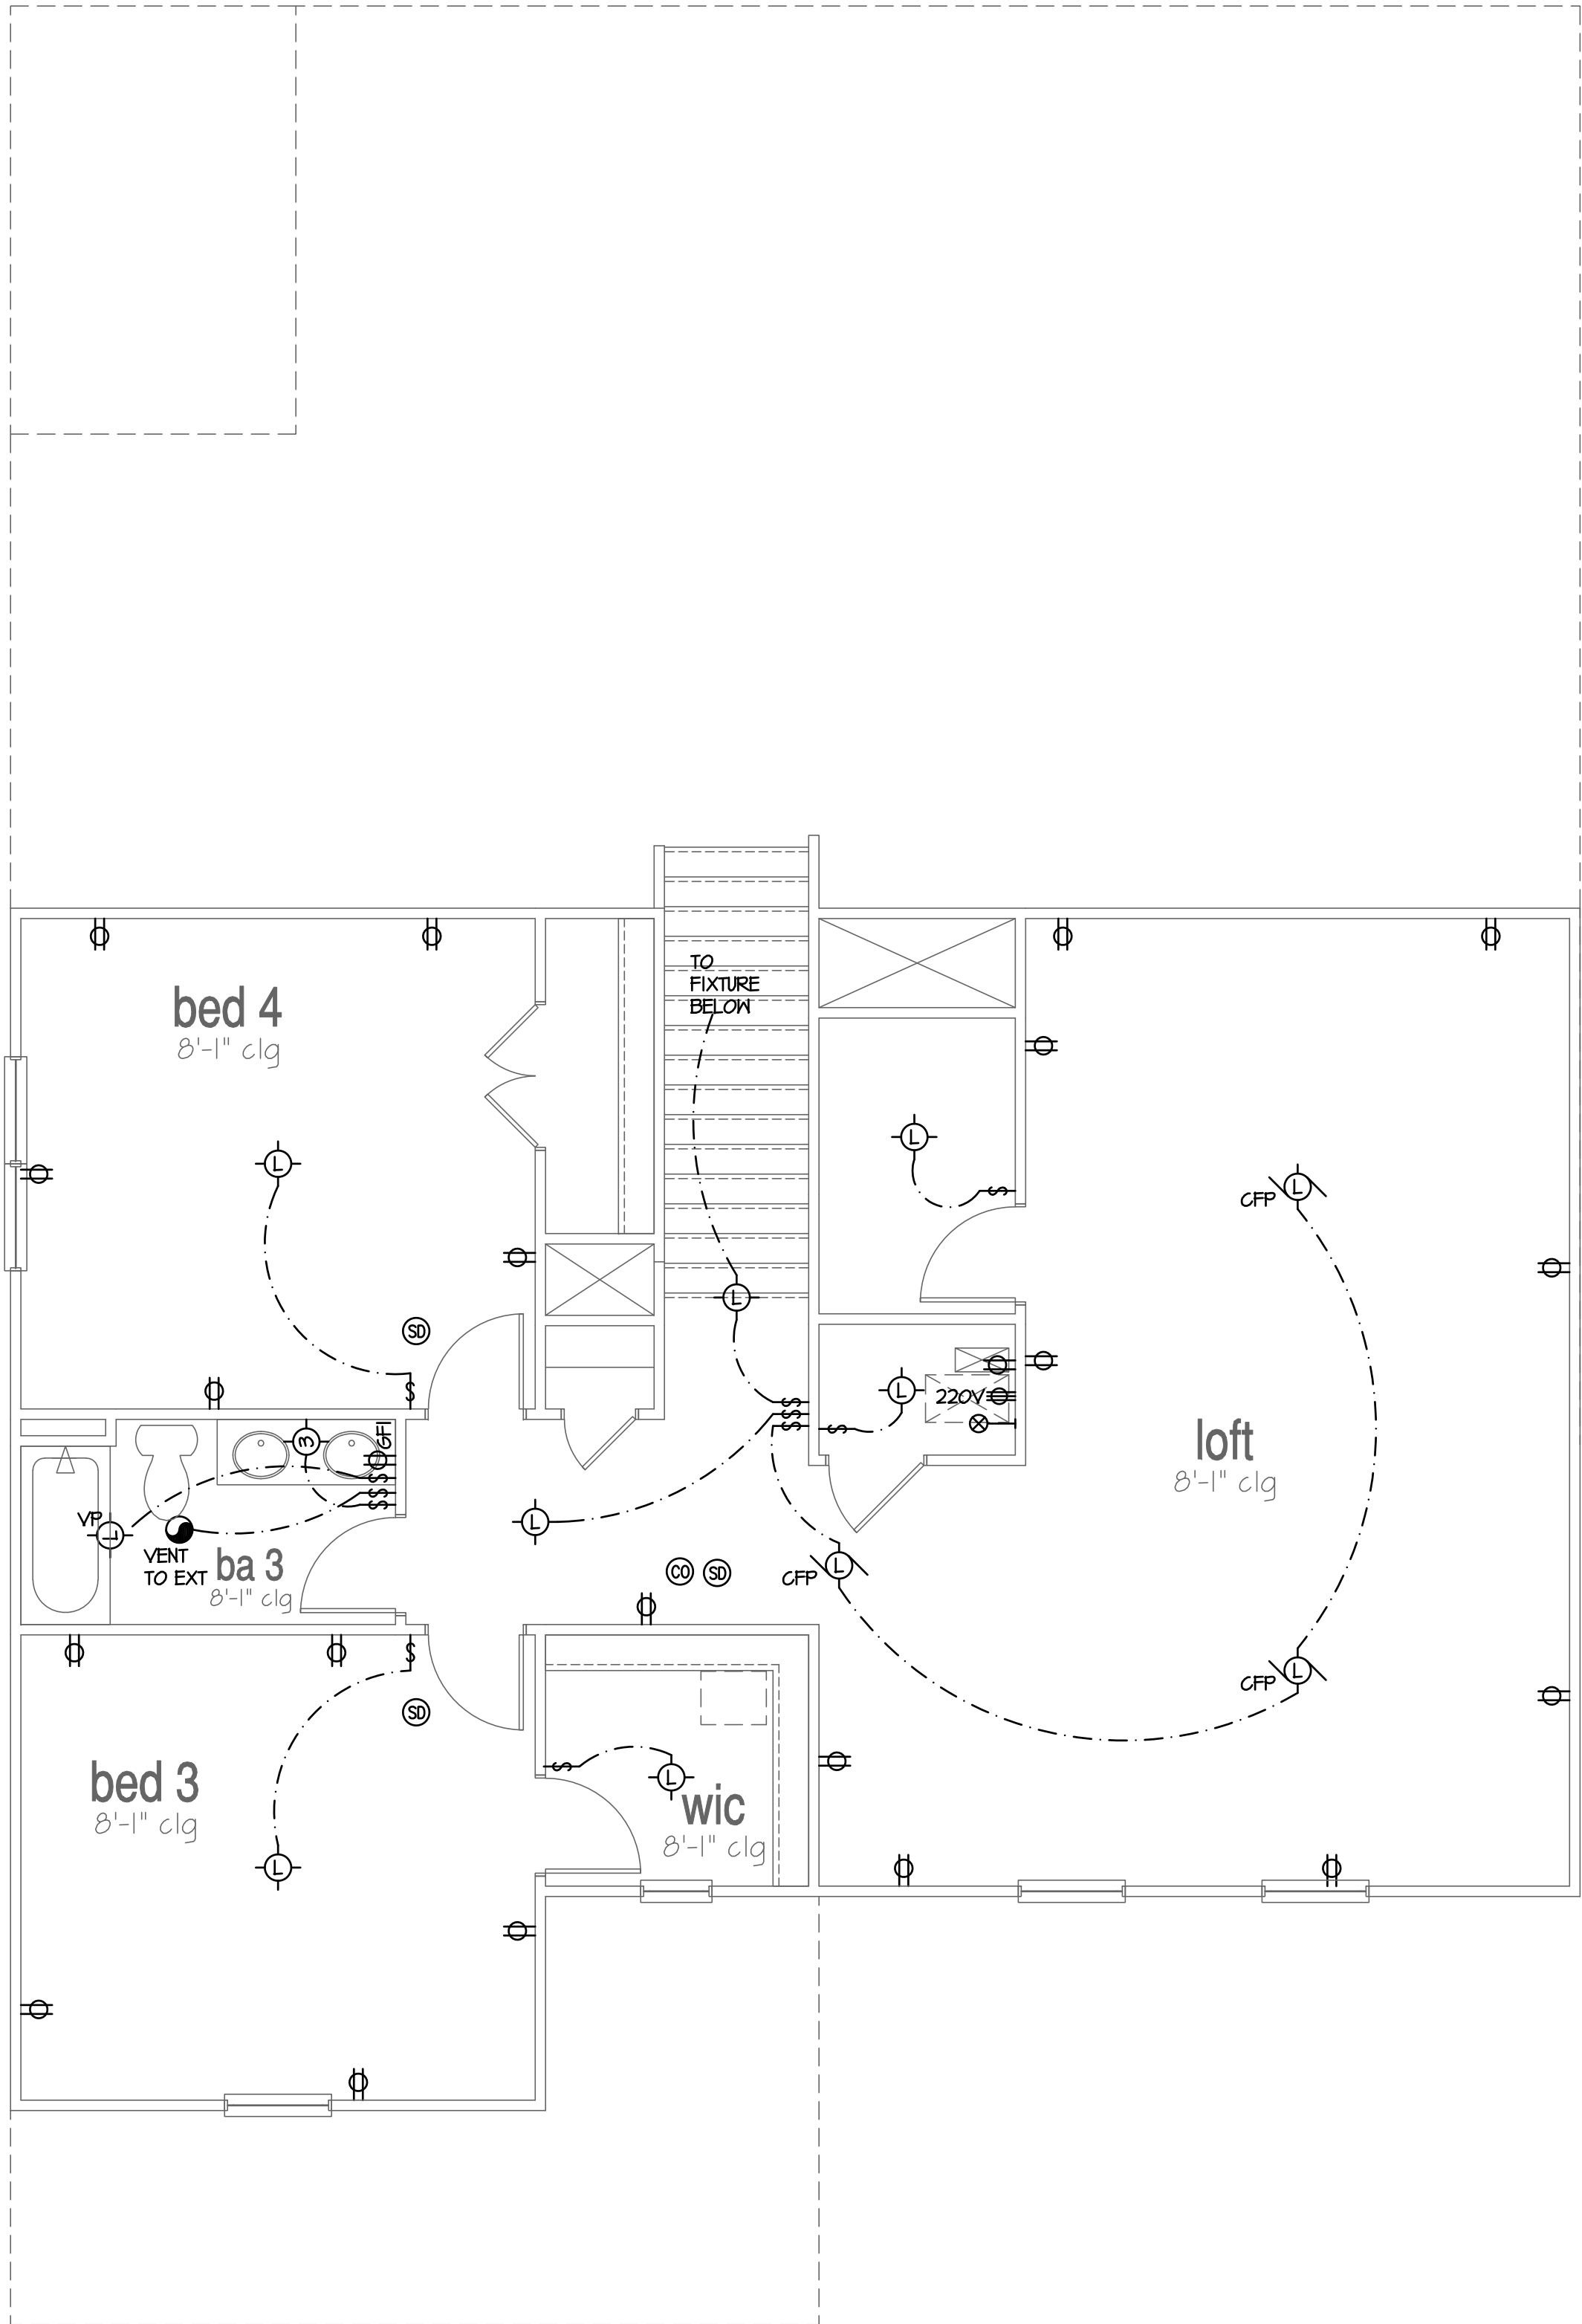 TO
FIXTURE
BELOW
bed 4
8'-1" clg
L
L
L
CFP
L
SD
L
L
220V
S
S
S
S
S
S
loft
8'-1" clg
GFI
3
S
S
S
VP
L
VENT
TO EXT
ba 3
8'-1" clg
L
CO
SD
CFP
L
S
SD
CFP
L
S
L
bed 3
8'-1" clg
wic
8'-1" clg
L